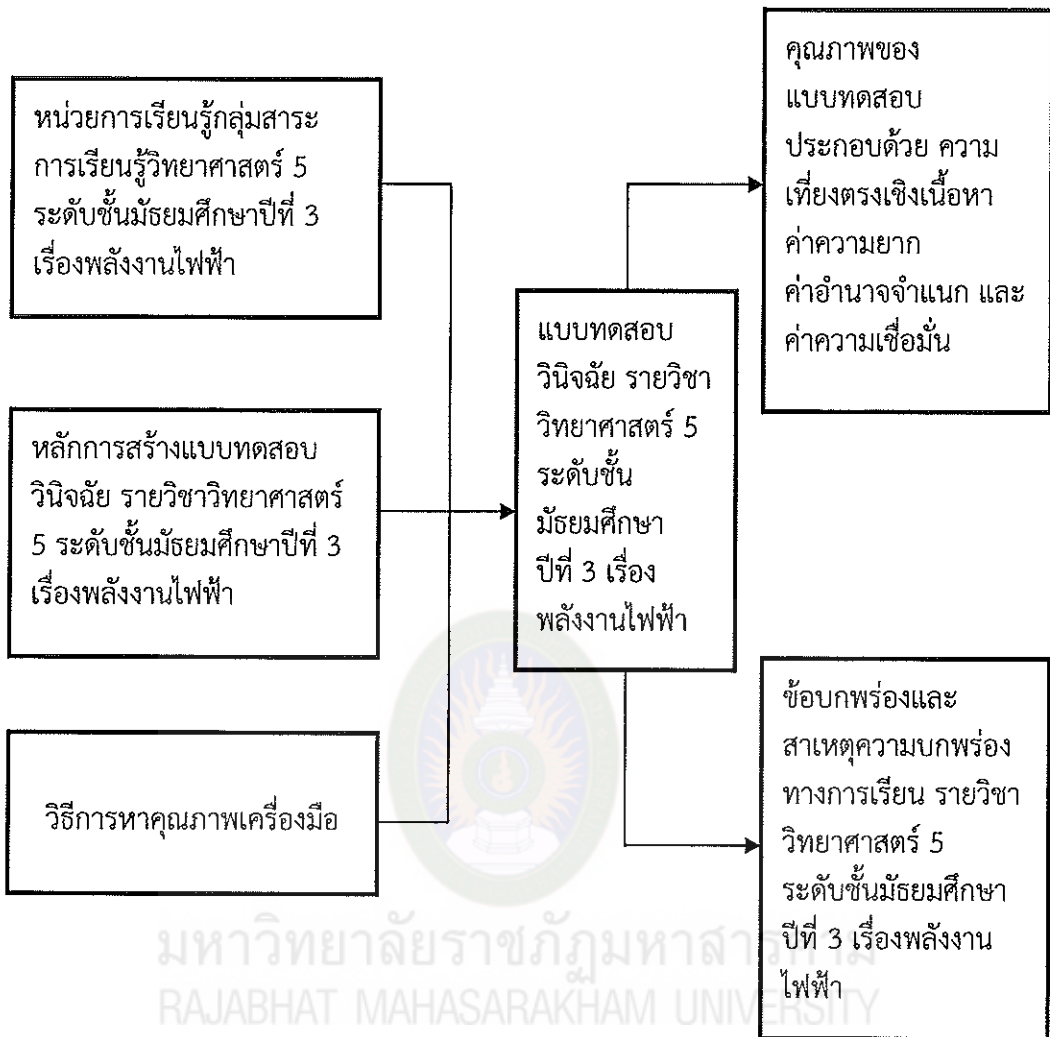 หน่วยการเรียนรู้กลุ่มสาระ
การเรียนรู้วิทยาศาสตร์ 5
ระดับชั้นมัธยมศึกษาปีที่ 3
เรื่องพลังงานไฟฟ้า
หลักการสร้างแบบทดสอบ
วินิจฉัย รายวิชาวิทยาศาสตร์
5 ระดับชั้นมัธยมศึกษาปีที่ 3
เรื่องพลังงานไฟฟ้า
วิธีการหาคุณภาพเครื่องมือ
แบบทดสอบ
วินิจฉัย รายวิชา
วิทยาศาสตร์ 5
ระดับชั้น
มัธยมศึกษา
ปีที่ 3 เรื่อง
พลังงานไฟฟ้า
คุณภาพของ
แบบทดสอบ
ประกอบด้วย ความ
เที่ยงตรงเชิงเนื้อหา
ค่าความยาก
ค่าอำนาจจำแนก และ
ค่าความเชื่อมั่น
ข้อบกพร่องและ
สาเหตุความบกพร่อง
ทางการเรียน รายวิชา
วิทยาศาสตร์ 5
ระดับชั้นมัธยมศึกษา
ปีที่ 3 เรื่องพลังงาน
ไฟฟ้า
มหาวิทยาลัยราชภัฏมหาสารคาม
RAJABHAT MAHASARAKHAM UNIVERSITY